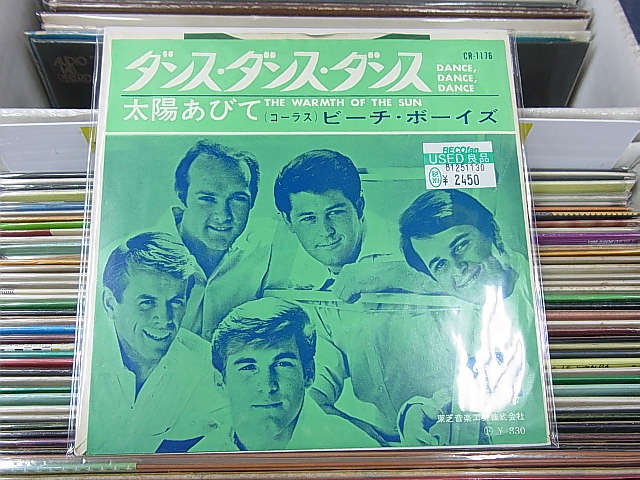 ダンス・ダンス・ダンス
CR-1176
DANCE,
DANCE,
DANCE
太陽あびて
THE WARMTH OF THE SUN
(コーラス) ビーチ・ボーイズ
RECOfan
USED 良品
81251130
¥ 2450
東芝音楽工業株式会社
¥・330